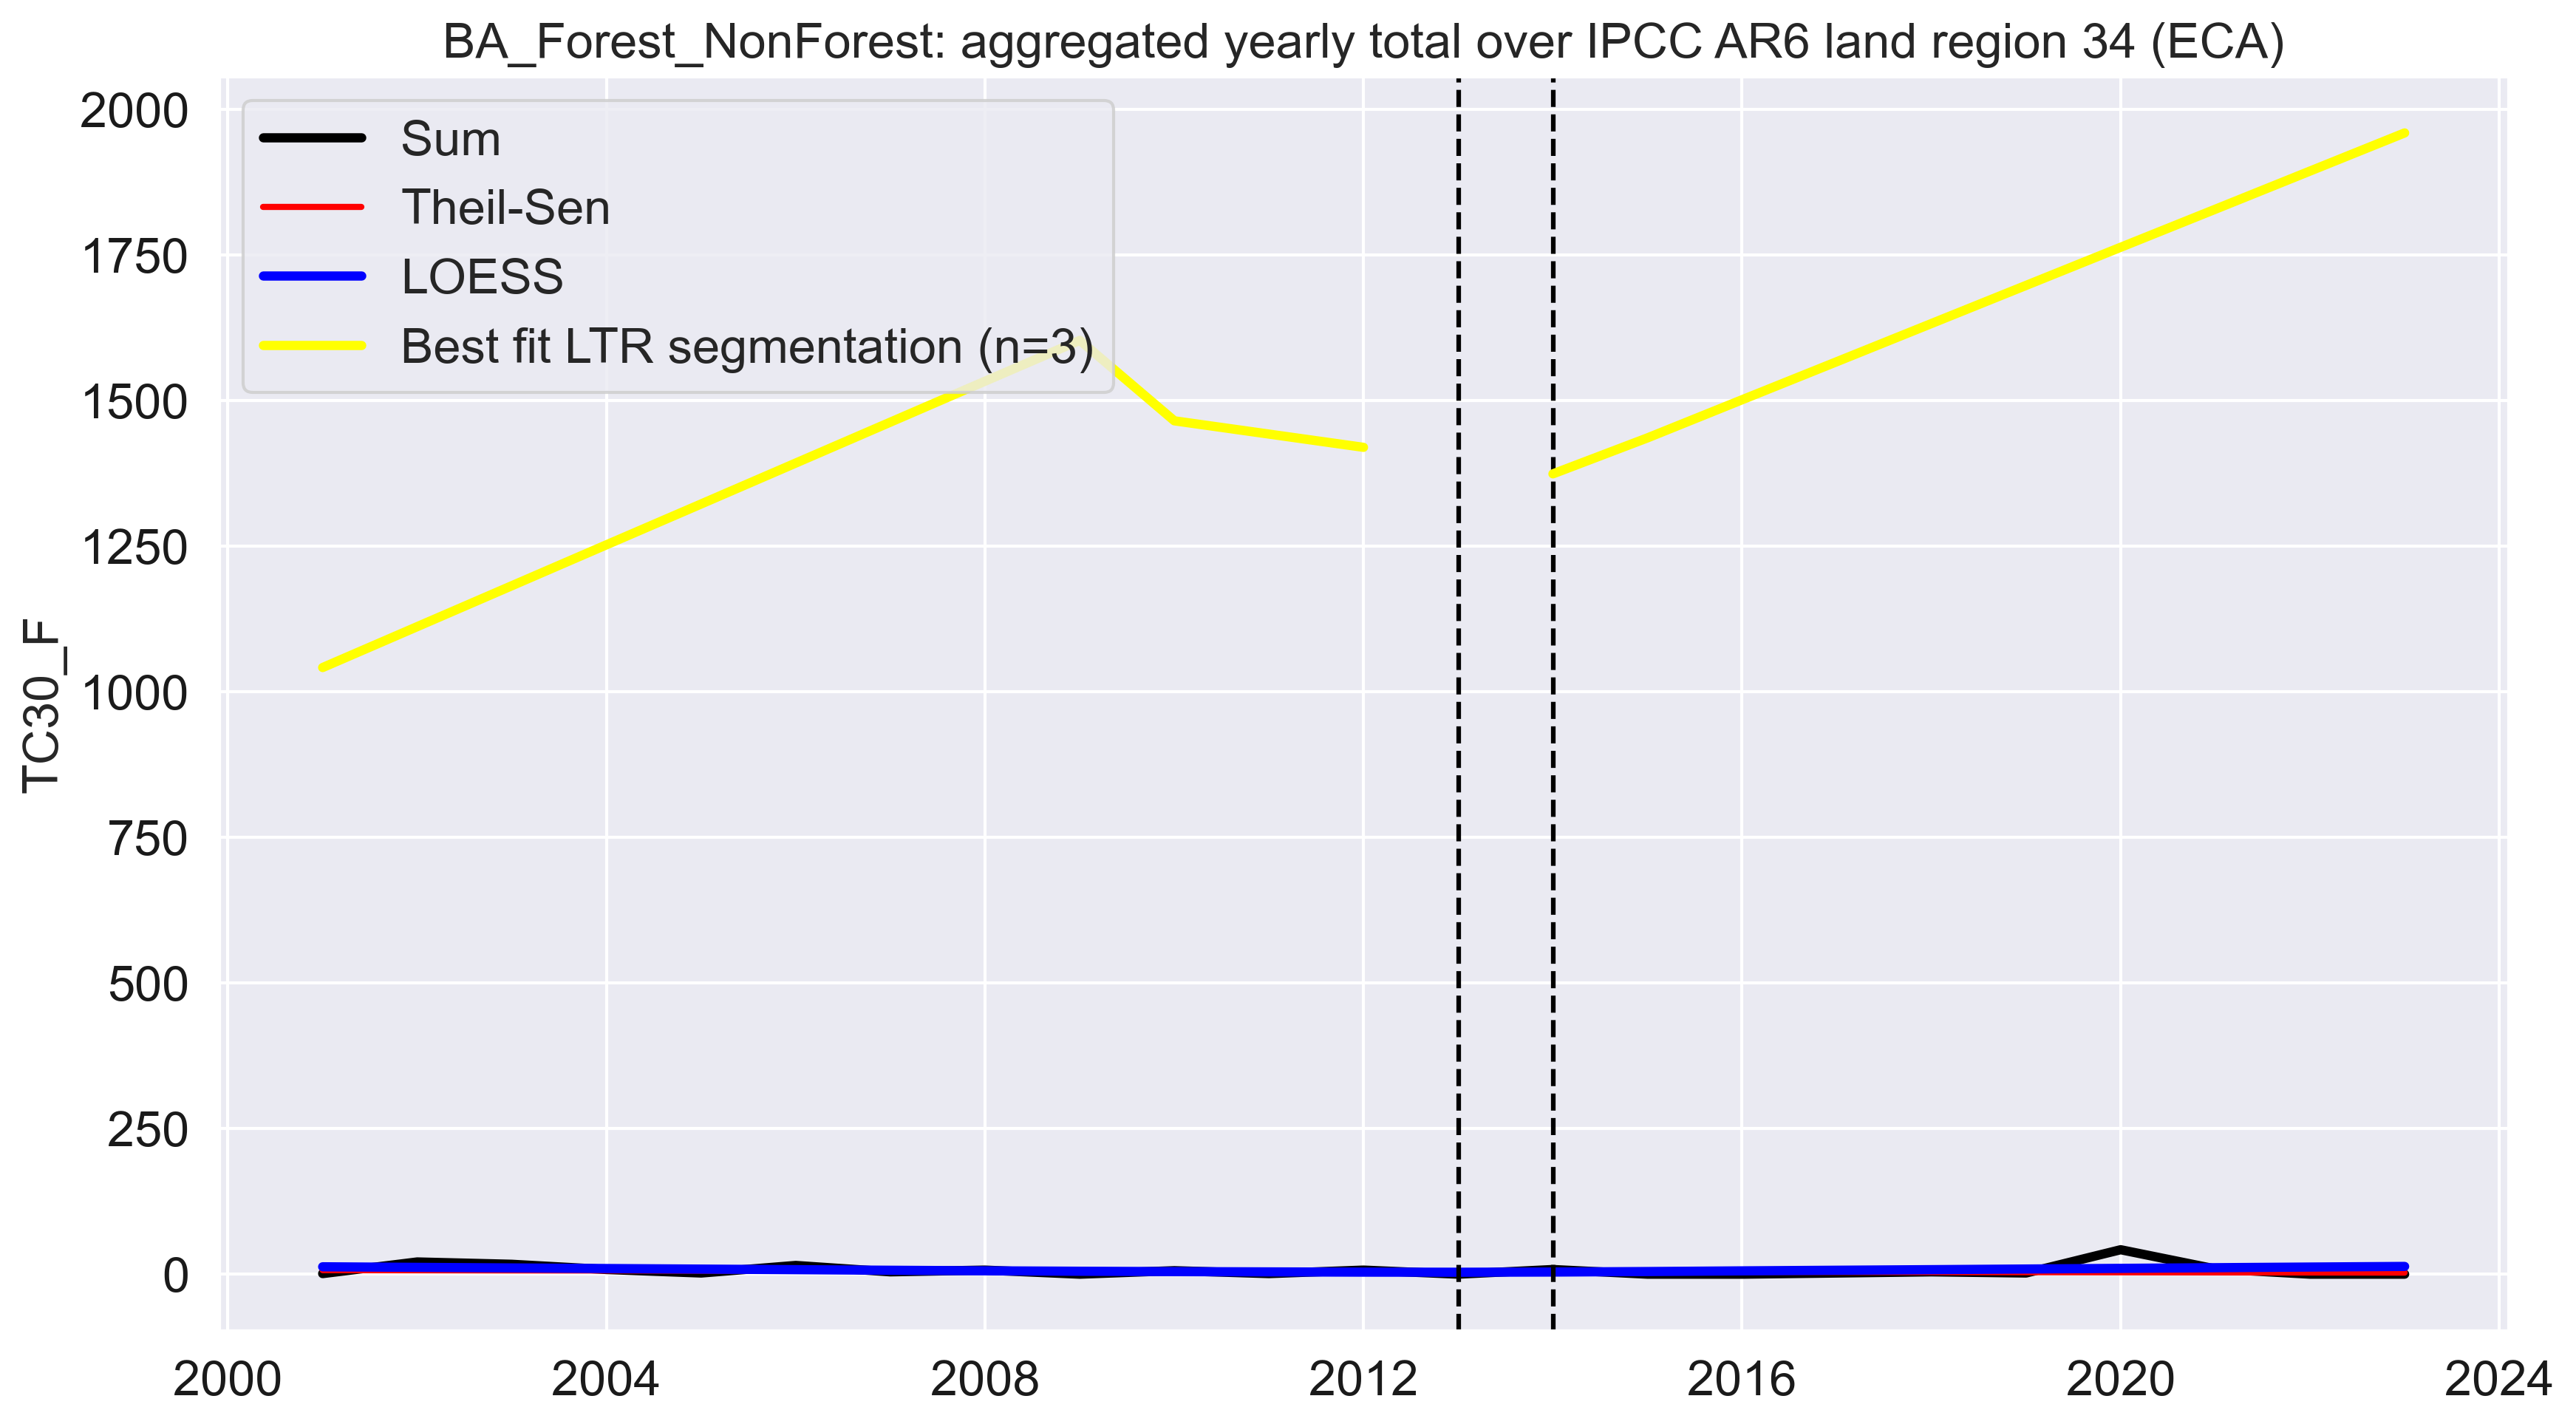 BA_Forest_NonForest: aggregated yearly total over IPCC AR6 land region 34 (ECA)
Sum
Theil-Sen
LOESS
Best fit LTR segmentation (n=3)
TC30_F
2000
1750
1500
1250
1000
750
500
250
0
2000 2004 2008 2012 2016 2020 2024